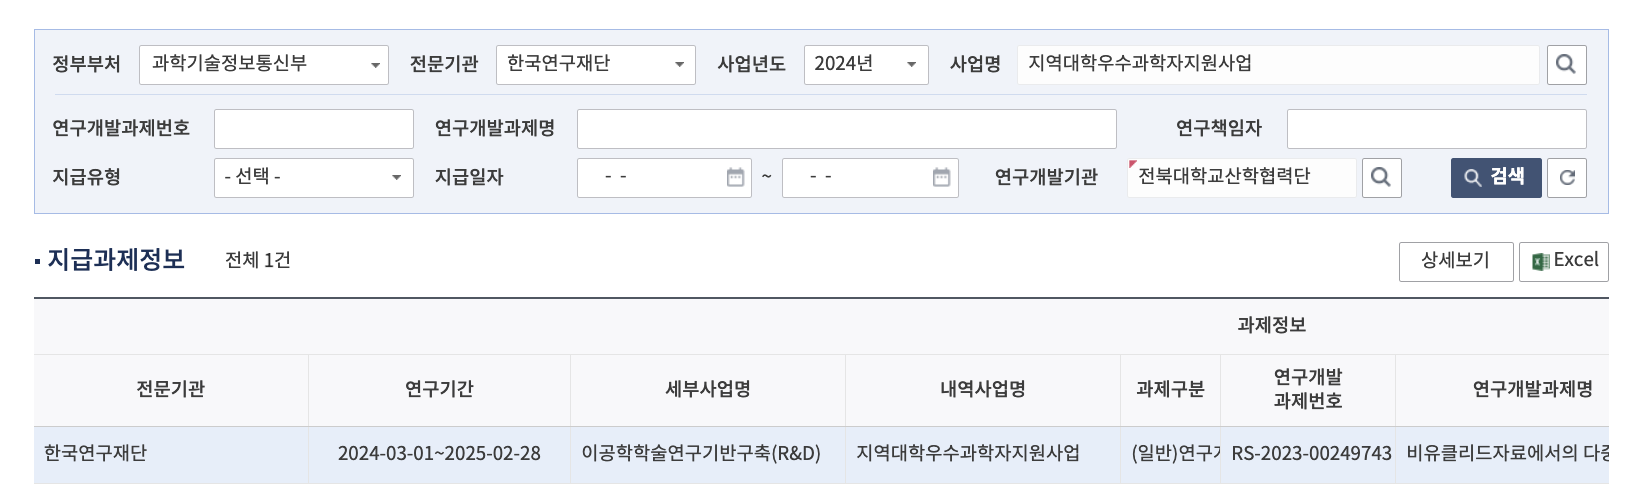 정부부처 과학기술정보통신부 전문기관 한국연구재단 사업년도 2024년 사업명 지역대학우수과학자지원사업
연구개발과제번호 연구개발과제명 연구책임자
지급유형 - 선택 - 지급일자 - - ~ - - 연구개발기관 전북대학교산학협력단 검색
지급과제정보 전체 1건 상세보기 Excel
과제정보
전문기관 연구기간 세부사업명 내역사업명 과제구분 연구개발 과제번호 연구개발과제명
한국연구재단 2024-03-01~2025-02-28 이공학학술연구기반구축(R&D) 지역대학우수과학자지원사업 (일반)연구 RS-2023-00249743 비유클리드자료에서의 다